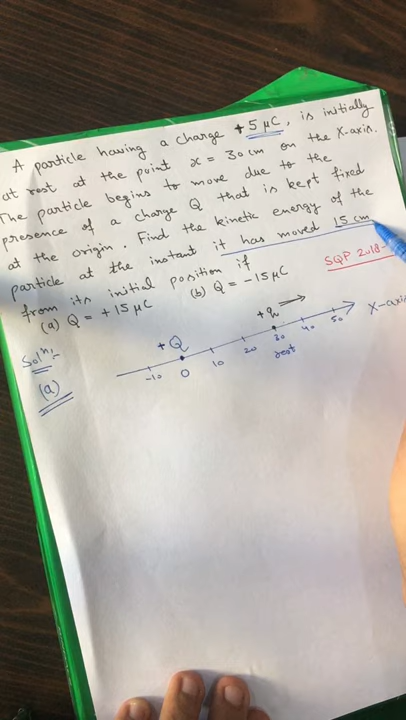 A particle having a charge +5 μC, is initially
at rest at the point x = 30 cm on the X-axis.
The particle begins to move due to the
presence of a charge Q that is kept fixed
at the origin. Find the kinetic energy of the
particle at the instant it has moved 15 cm
from its initial position if
SQP 2018-
(a) Q = +15 μC (b) Q = -15 μC
Soln:-
(a)
+Q +q X-axi
-10 0 10 20 30 40 50
rest